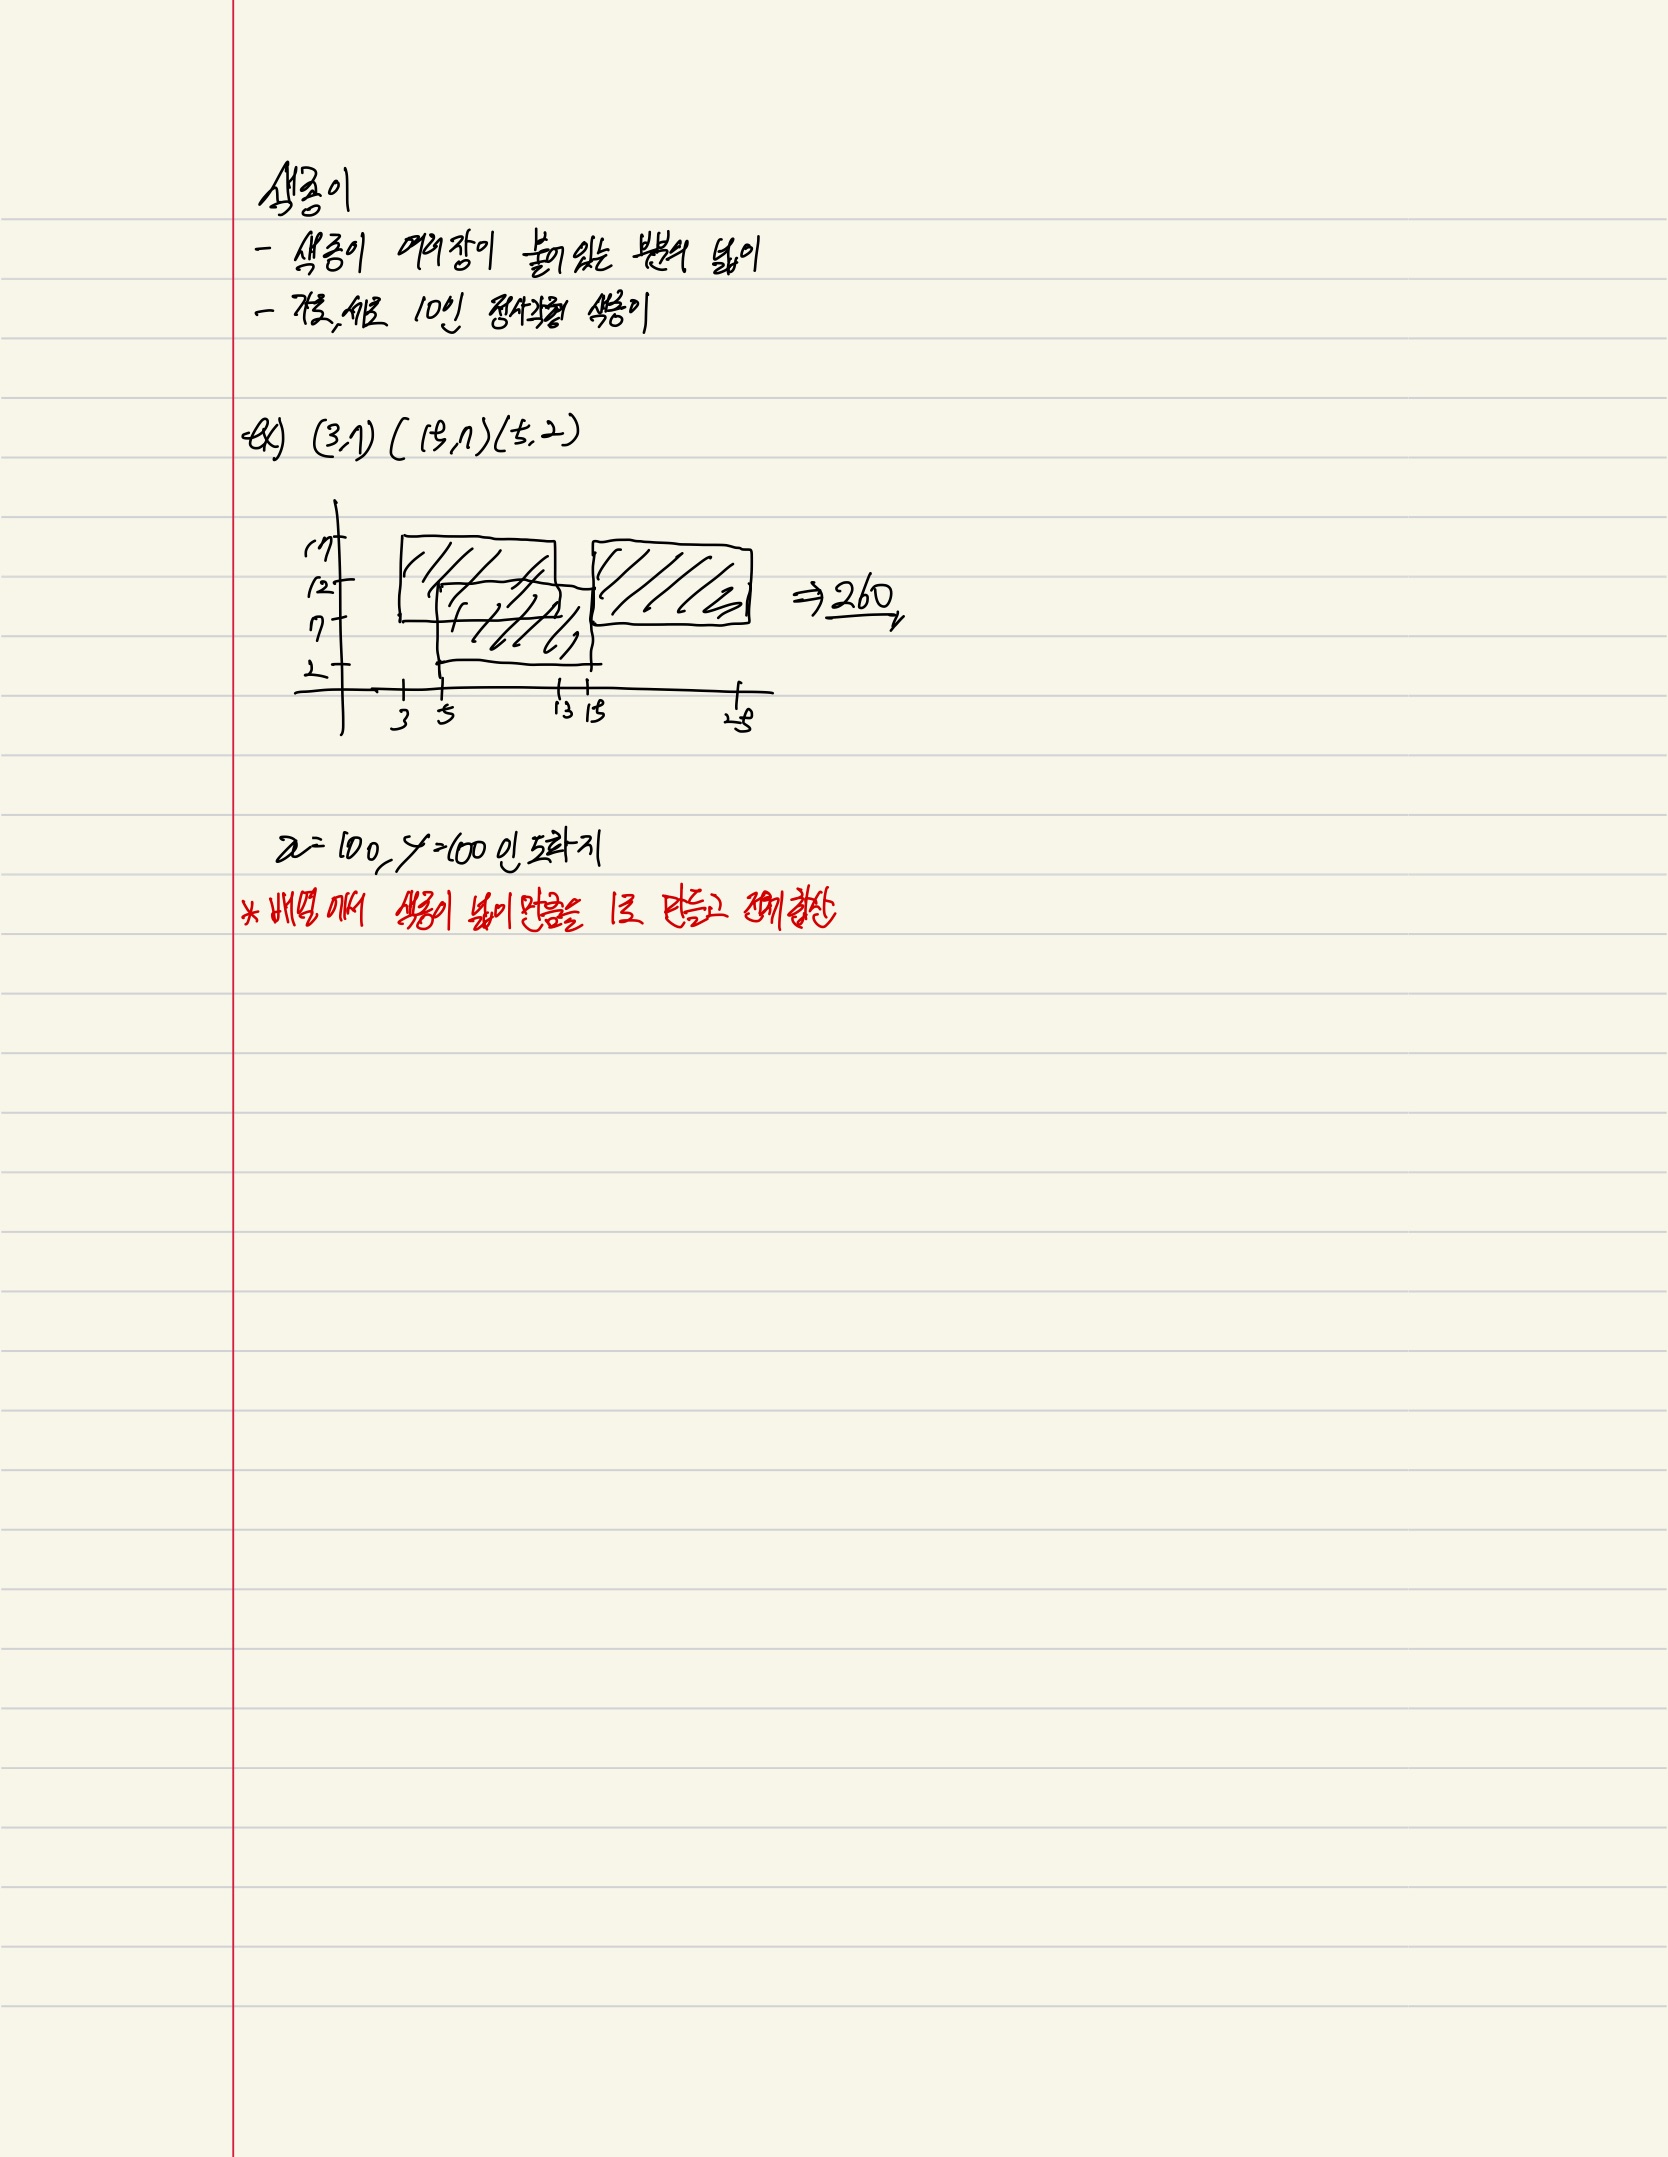 색종이
- 색종이 여러장이 붙어 있는 부분의 넓이
- 가로, 세로 10인 정사각형 색종이
ex) (3,7) (15,7) (5,2)
17
12
7
2
⇒ 260
3 5 13 15 25
x=100, y=100 인 도화지
* 배열에서 색종이 넓이만큼을 1로 만들고 전체합산